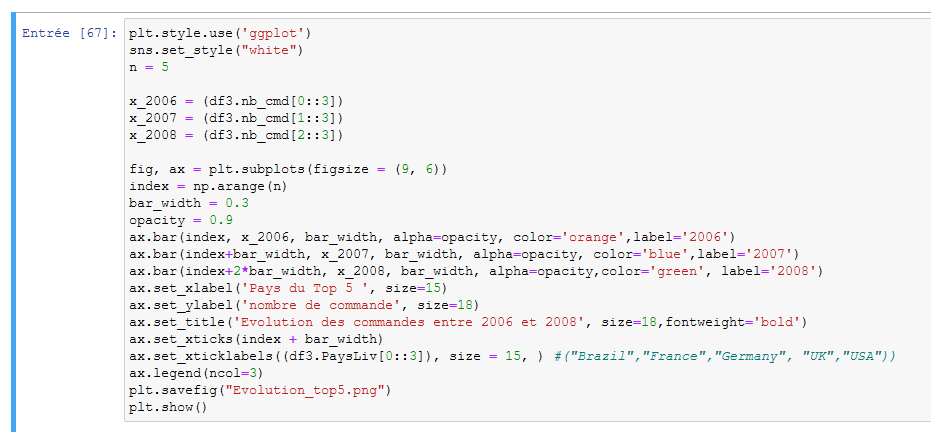 Entrée [67]: plt.style.use('ggplot')
sns.set_style("white")
n = 5
x_2006 = (df3.nb_cmd[0::3])
x_2007 = (df3.nb_cmd[1::3])
x_2008 = (df3.nb_cmd[2::3])
fig, ax = plt.subplots(figsize = (9, 6))
index = np.arange(n)
bar_width = 0.3
opacity = 0.9
ax.bar(index, x_2006, bar_width, alpha=opacity, color='orange',label='2006')
ax.bar(index+bar_width, x_2007, bar_width, alpha=opacity, color='blue',label='2007')
ax.bar(index+2*bar_width, x_2008, bar_width, alpha=opacity,color='green', label='2008')
ax.set_xlabel('Pays du Top 5 ', size=15)
ax.set_ylabel('nombre de commande', size=18)
ax.set_title('Evolution des commandes entre 2006 et 2008', size=18,fontweight='bold')
ax.set_xticks(index + bar_width)
ax.set_xticklabels((df3.PaysLiv[0::3]), size = 15, ) #("Brazil","France","Germany", "UK","USA"))
ax.legend(ncol=3)
plt.savefig("Evolution_top5.png")
plt.show()